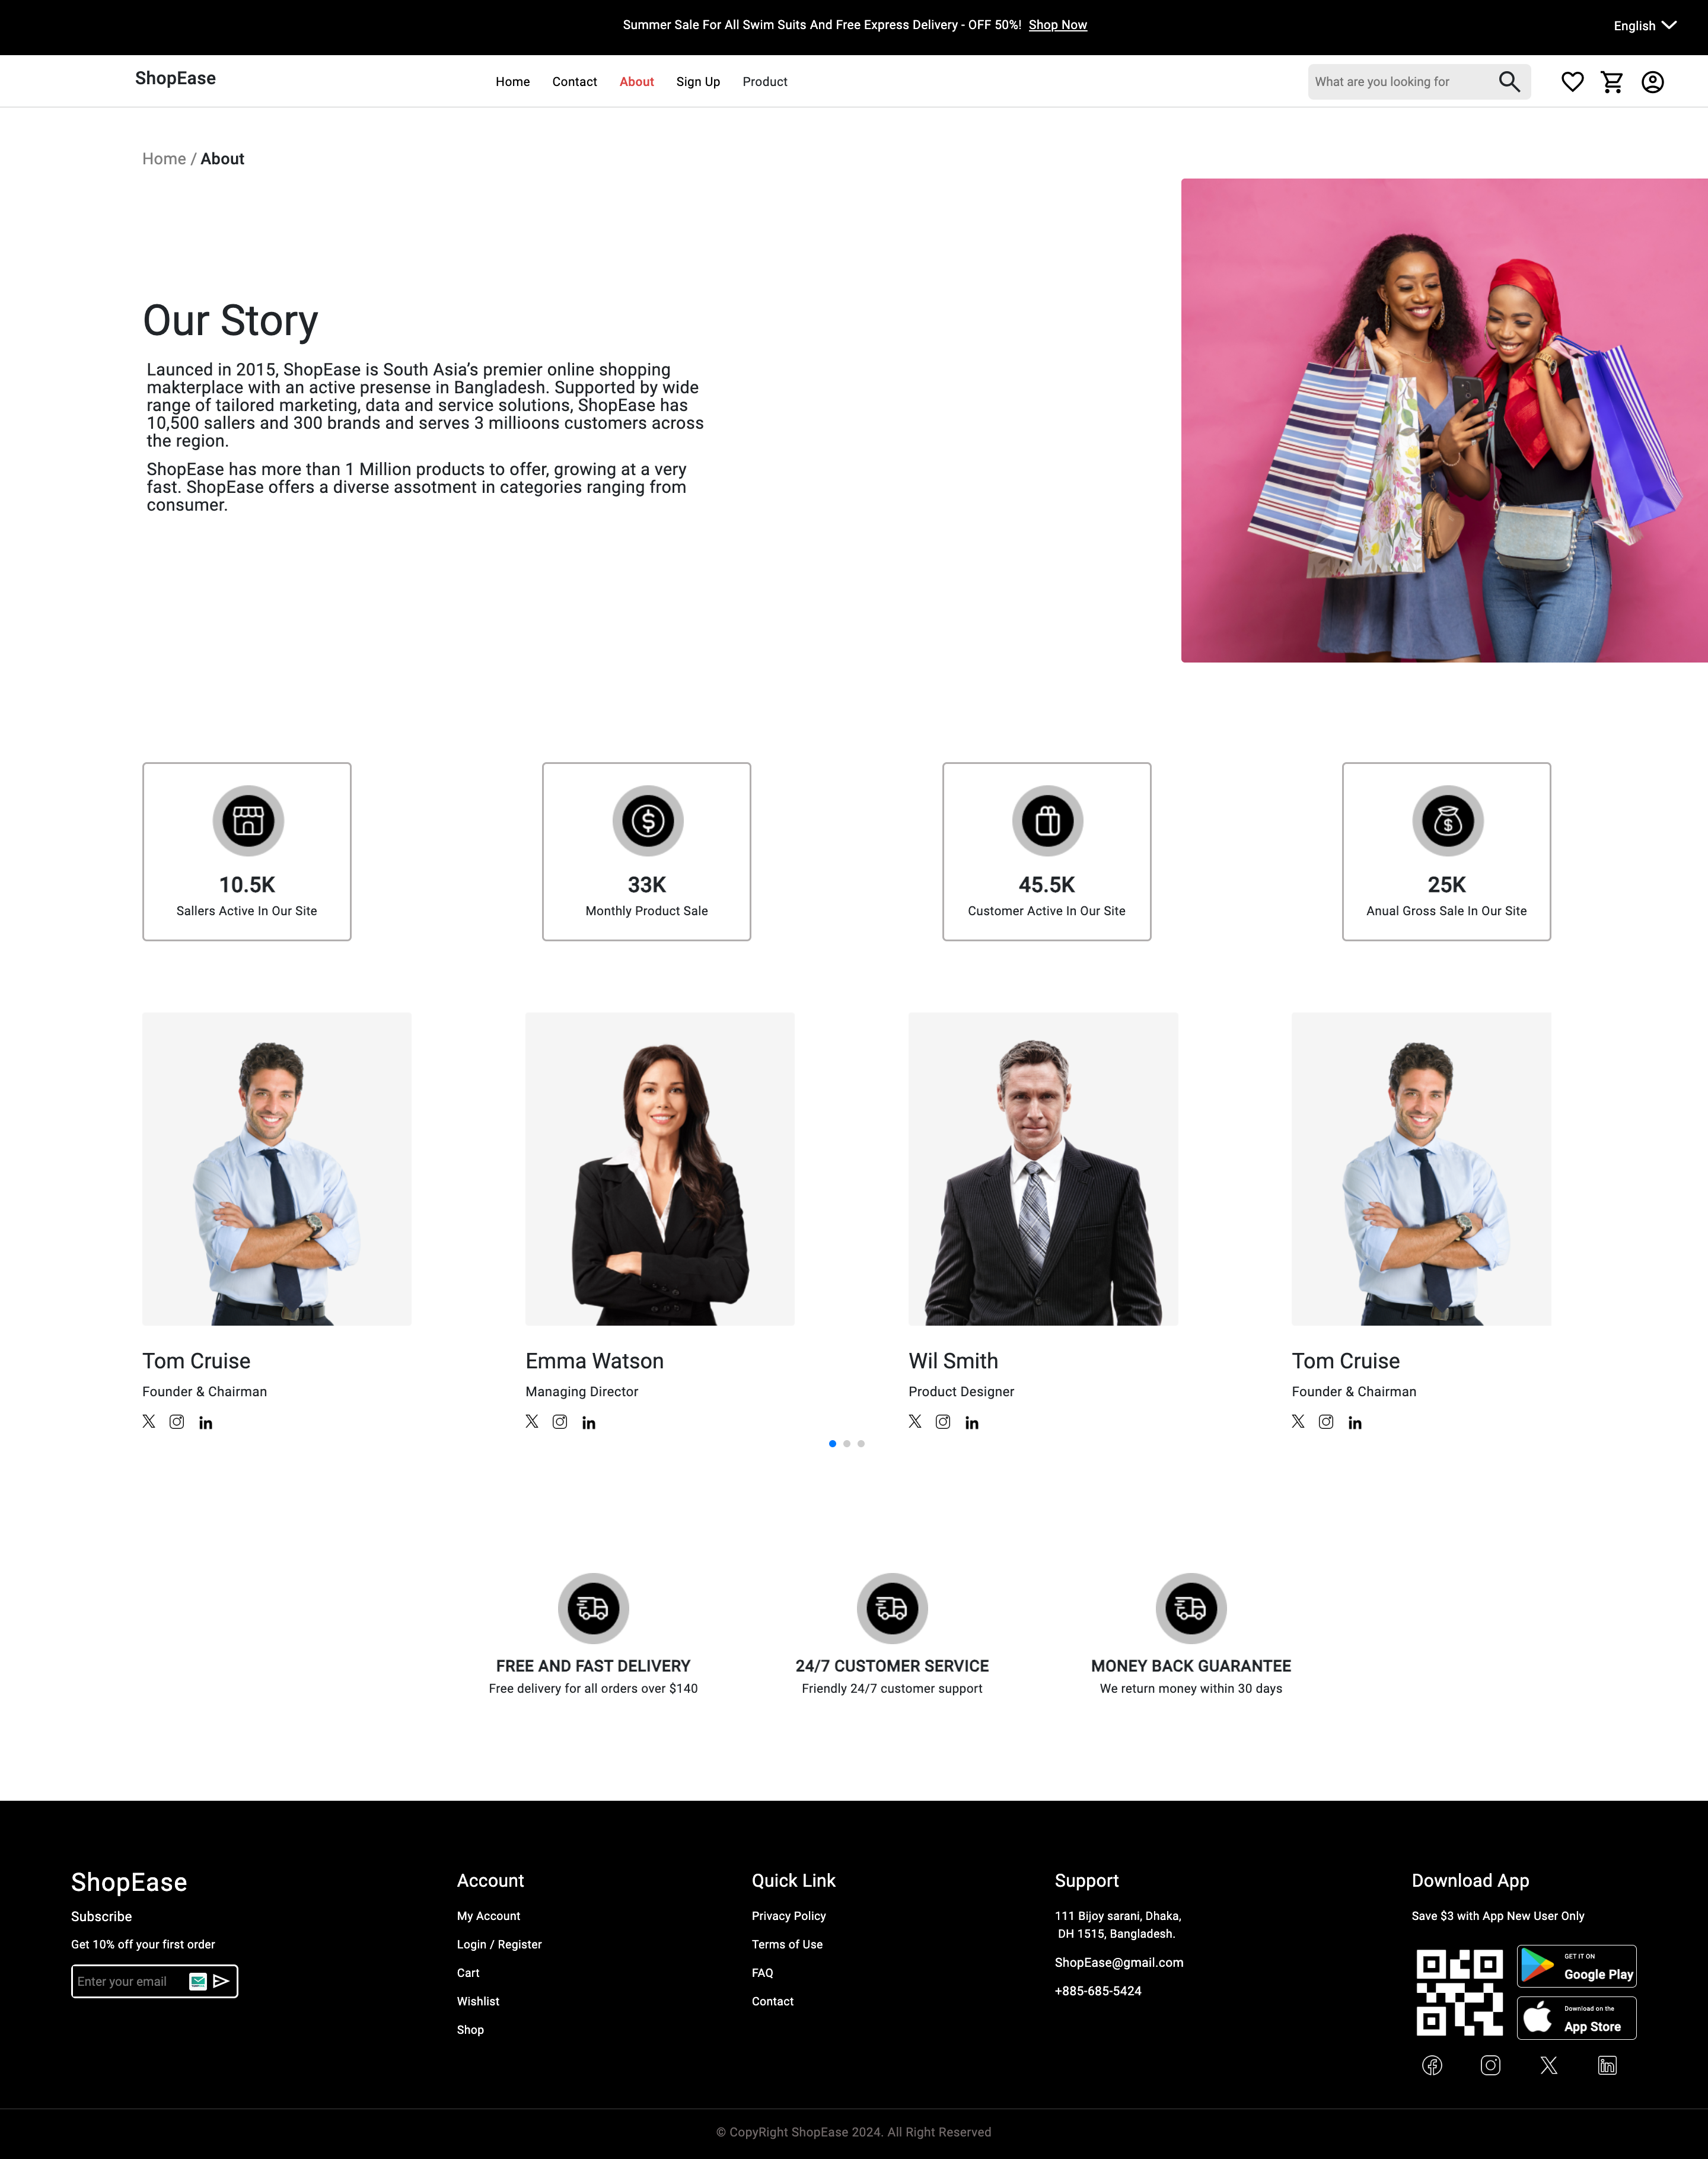 Summer Sale For All Swim Suits And Free Express Delivery - OFF 50%! Shop Now
English
ShopEase
Home
Contact
About
Sign Up
Product
What are you looking for
Home / About
Our Story
Launced in 2015, ShopEase is South Asia’s premier online shopping
makterplace with an active presense in Bangladesh. Supported by wide
range of tailored marketing, data and service solutions, ShopEase has
10,500 sallers and 300 brands and serves 3 millioons customers across
the region.
ShopEase has more than 1 Million products to offer, growing at a very
fast. ShopEase offers a diverse assotment in categories ranging from
consumer.
10.5K
Sallers Active In Our Site
33K
Monthly Product Sale
45.5K
Customer Active In Our Site
25K
Anual Gross Sale In Our Site
Tom Cruise
Founder & Chairman
Emma Watson
Managing Director
Wil Smith
Product Designer
Tom Cruise
Founder & Chairman
FREE AND FAST DELIVERY
Free delivery for all orders over $140
24/7 CUSTOMER SERVICE
Friendly 24/7 customer support
MONEY BACK GUARANTEE
We return money within 30 days
ShopEase
Subscribe
Get 10% off your first order
Enter your email
Account
My Account
Login / Register
Cart
Wishlist
Shop
Quick Link
Privacy Policy
Terms of Use
FAQ
Contact
Support
111 Bijoy sarani, Dhaka,
DH 1515, Bangladesh.
ShopEase@gmail.com
+885-685-5424
Download App
Save $3 with App New User Only
GET IT ON
Google Play
Download on the
App Store
© CopyRight ShopEase 2024. All Right Reserved